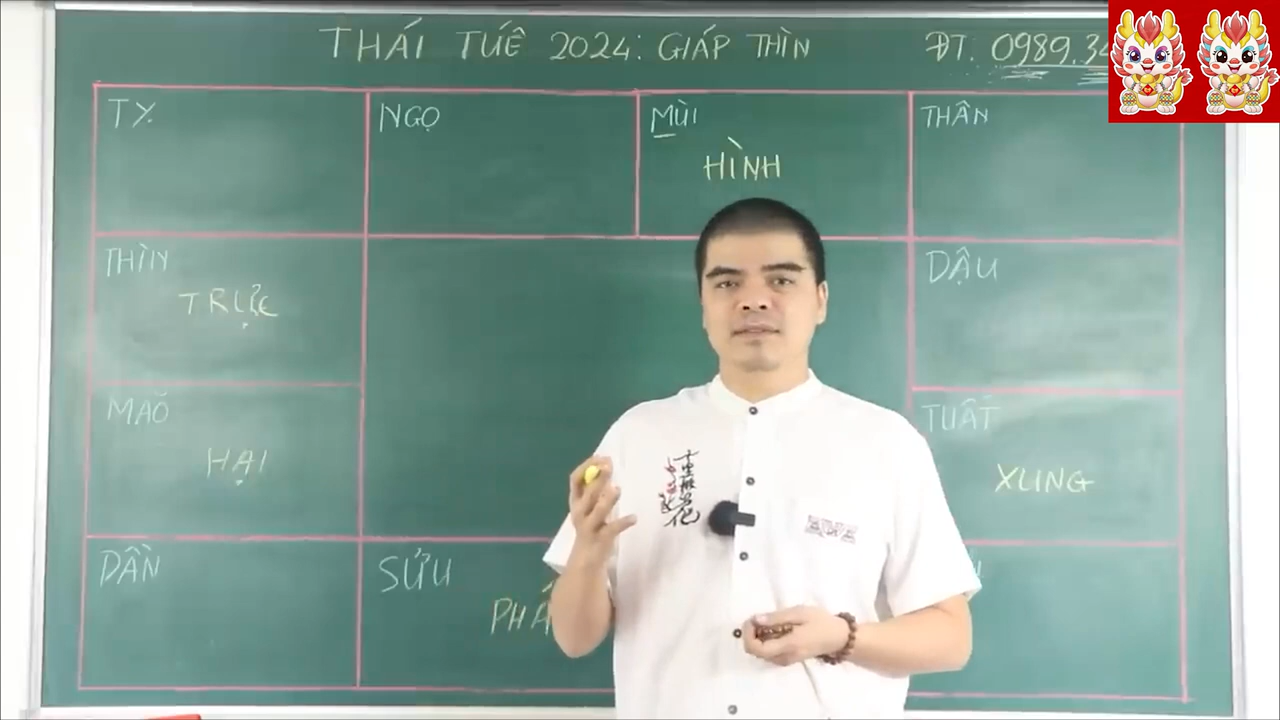 THÁI TUẾ 2024: GIÁP THÌN
ĐT. 0989.34
TỴ
NGỌ
MÙI
THÂN
HÌNH
THÌN
DẬU
TRỰC
MÃO
TUẤT
HẠI
XUNG
DẦN
SỬU
PHÁ